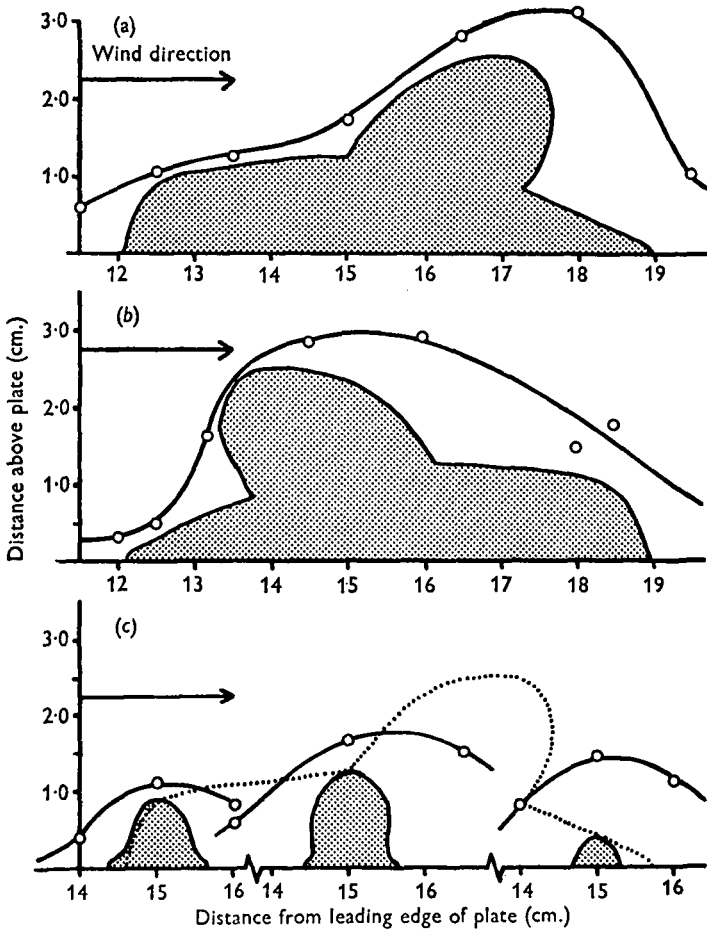 3·0
(a)
Wind direction
2·0
1·0
12 13 14 15 16 17 18 19
(b)
3·0
2·0
1·0
12 13 14 15 16 17 18 19
Distance above plate (cm.)
(c)
3·0
2·0
1·0
14 15 16 14 15 16 14 15 16
Distance from leading edge of plate (cm.)